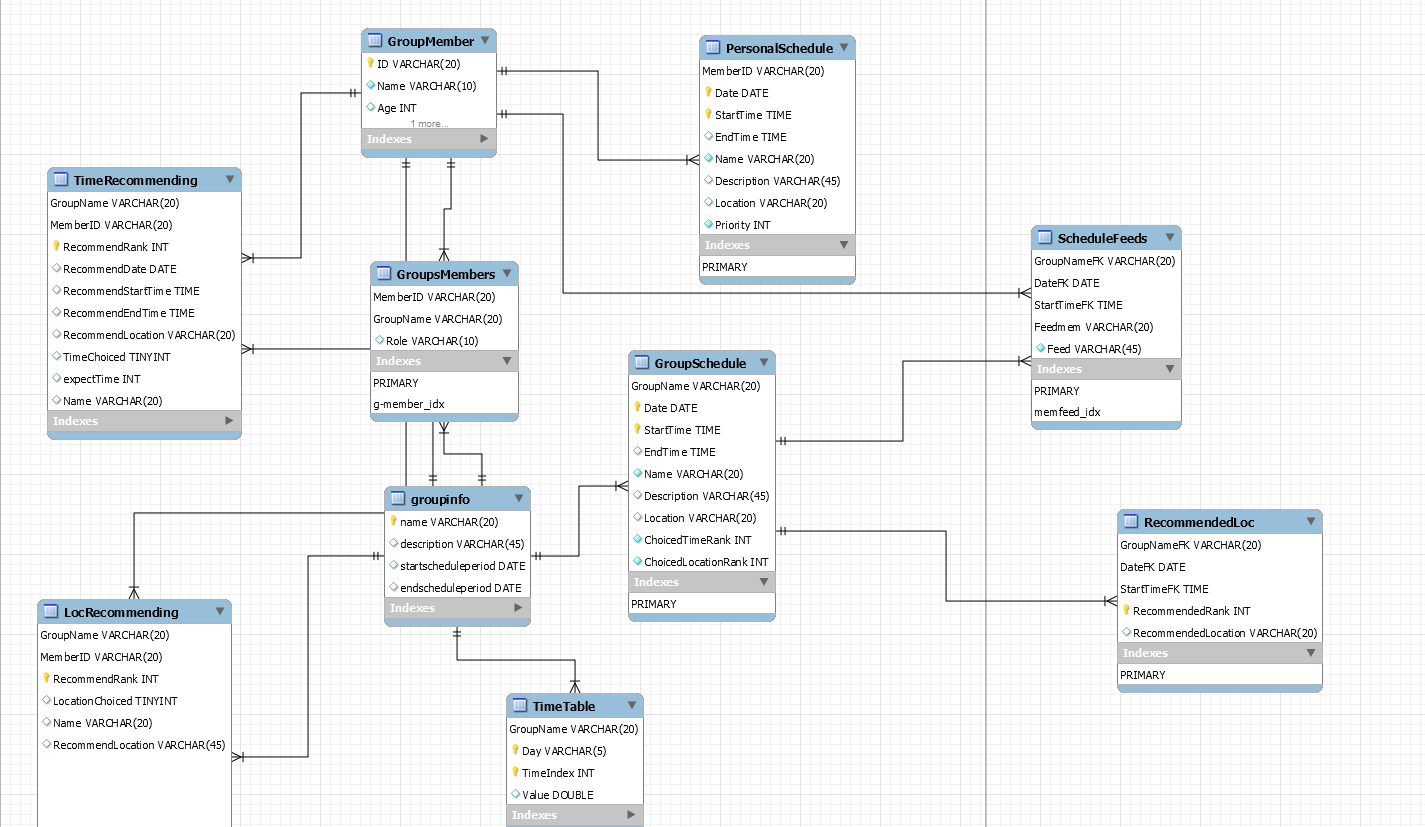 GroupMember
ID VARCHAR(20)
Name VARCHAR(10)
Age INT
1 more...
Indexes
PersonalSchedule
MemberID VARCHAR(20)
Date DATE
StartTime TIME
EndTime TIME
Name VARCHAR(20)
Description VARCHAR(45)
Location VARCHAR(20)
Priority INT
Indexes
PRIMARY
TimeRecommending
GroupName VARCHAR(20)
MemberID VARCHAR(20)
RecommendRank INT
RecommendDate DATE
RecommendStartTime TIME
RecommendEndTime TIME
RecommendLocation VARCHAR(20)
TimeChoiced TINYINT
expectTime INT
Name VARCHAR(20)
Indexes
GroupsMembers
MemberID VARCHAR(20)
GroupName VARCHAR(20)
Role VARCHAR(10)
Indexes
PRIMARY
g-member_idx
ScheduleFeeds
GroupNameFK VARCHAR(20)
DateFK DATE
StartTimeFK TIME
Feedmem VARCHAR(20)
Feed VARCHAR(45)
Indexes
PRIMARY
memfeed_idx
GroupSchedule
GroupName VARCHAR(20)
Date DATE
StartTime TIME
EndTime TIME
Name VARCHAR(20)
Description VARCHAR(45)
Location VARCHAR(20)
ChoicedTimeRank INT
ChoicedLocationRank INT
Indexes
PRIMARY
groupinfo
name VARCHAR(20)
description VARCHAR(45)
startscheduleperiod DATE
endscheduleperiod DATE
Indexes
RecommendedLoc
GroupNameFK VARCHAR(20)
DateFK DATE
StartTimeFK TIME
RecommendedRank INT
RecommendedLocation VARCHAR(20)
Indexes
PRIMARY
LocRecommending
GroupName VARCHAR(20)
MemberID VARCHAR(20)
RecommendRank INT
LocationChoiced TINYINT
Name VARCHAR(20)
RecommendLocation VARCHAR(45)
TimeTable
GroupName VARCHAR(20)
Day VARCHAR(5)
TimeIndex INT
Value DOUBLE
Indexes